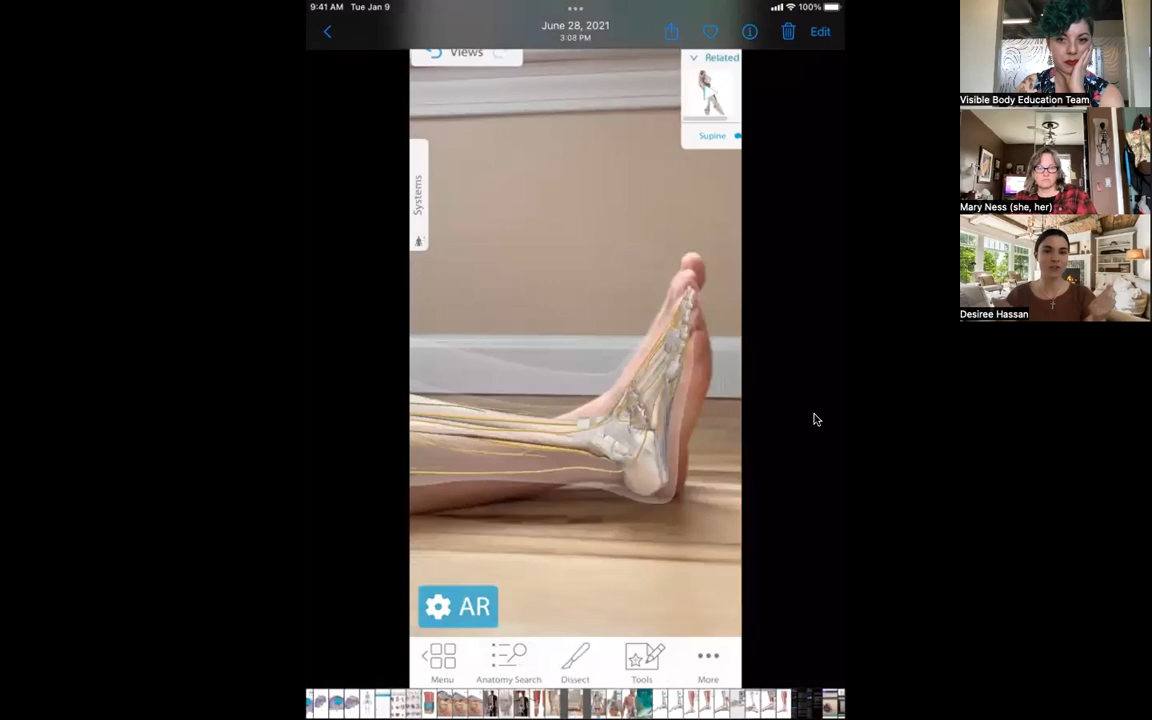 9:41 AM Tue Jan 9
100%
June 28, 2021
3:08 PM
Edit
Views
Related
Supine
Systems
AR
Menu
Anatomy Search
Dissect
Tools
More
Visible Body Education Team
Mary Ness (she, her)
Desiree Hassan